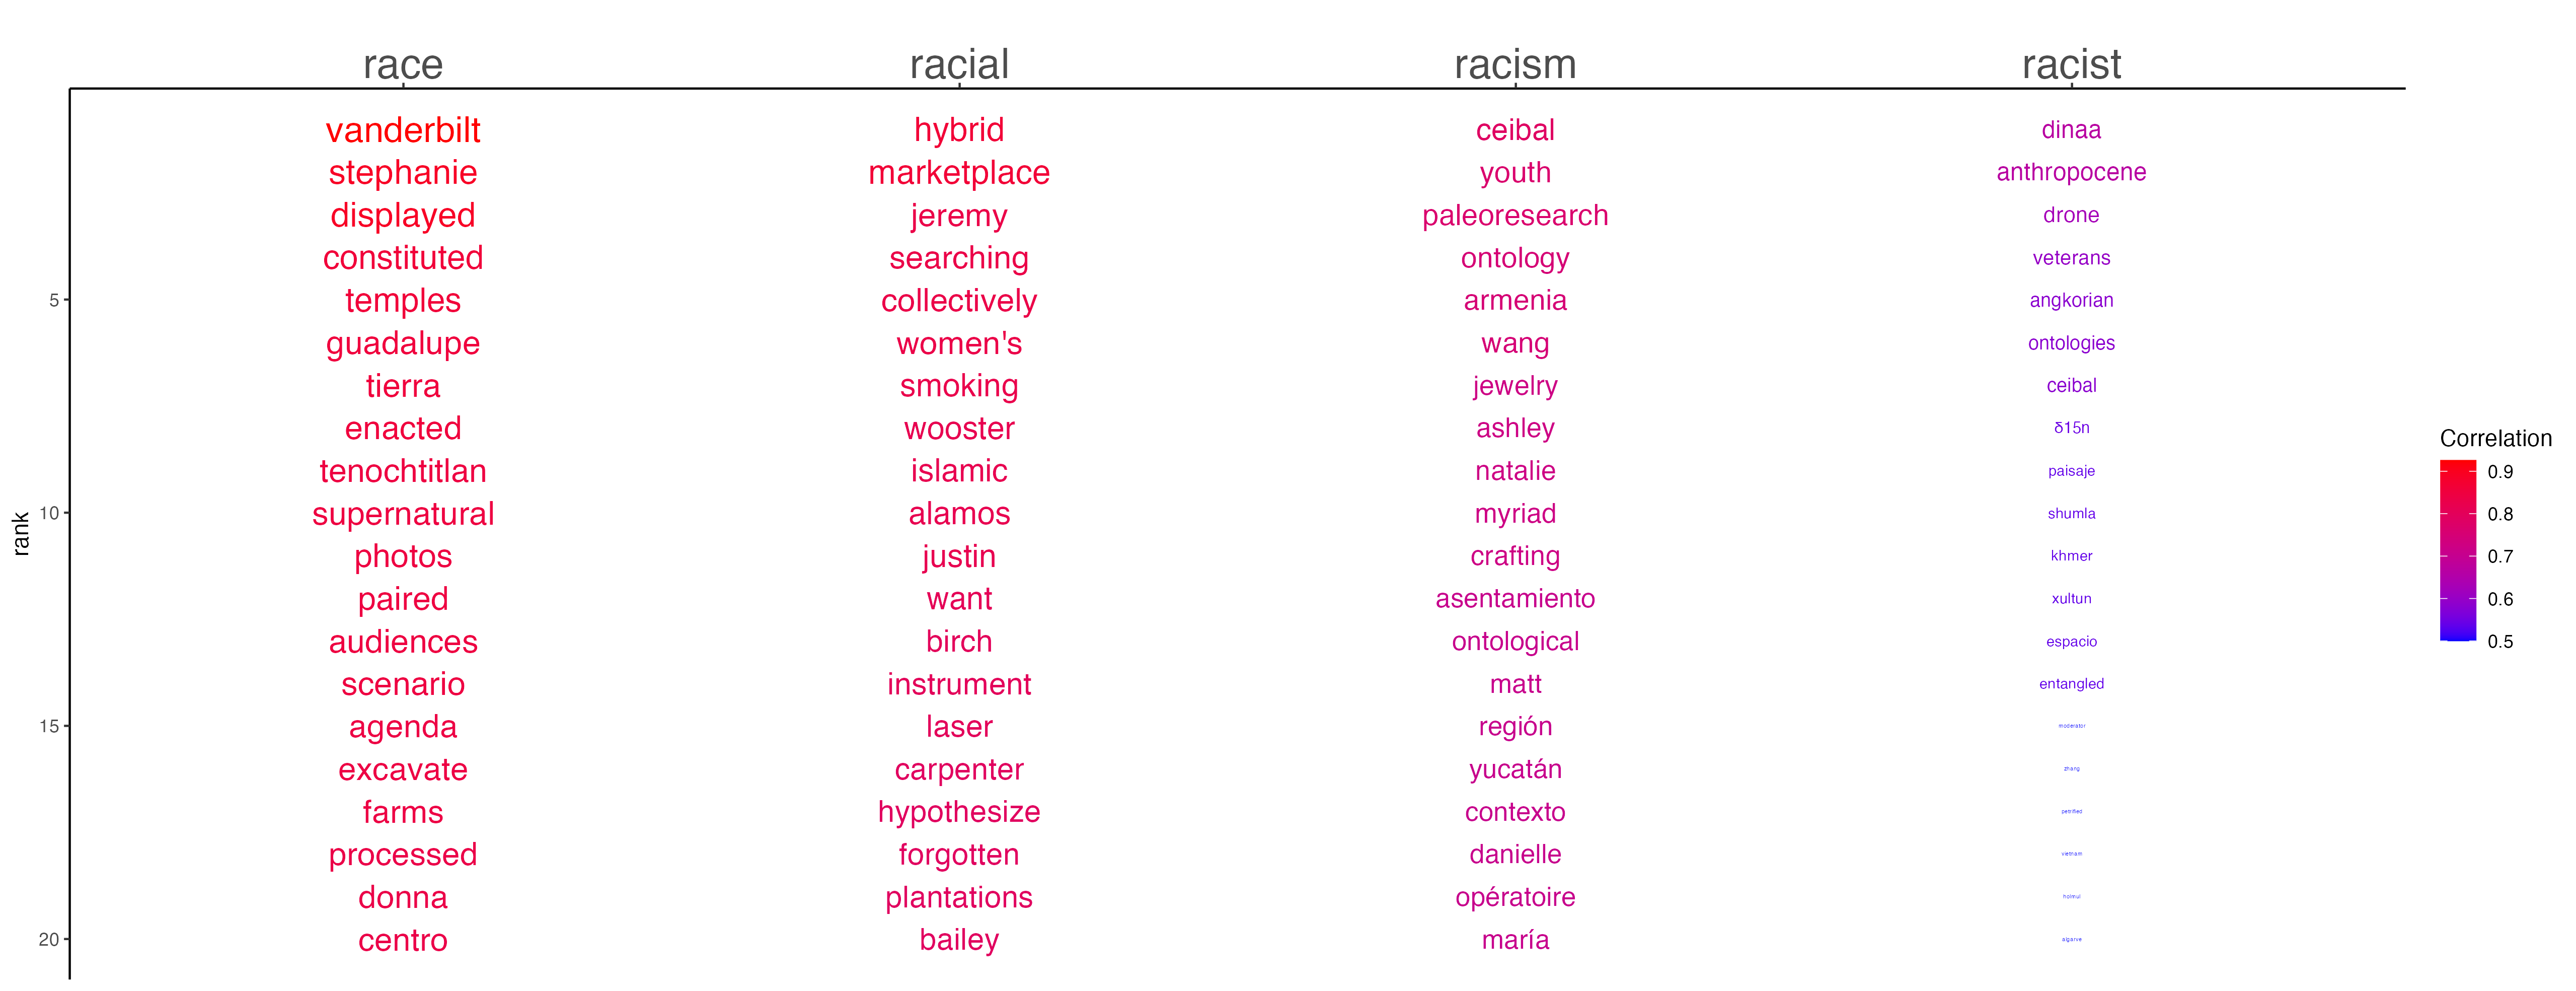 race racial racism racist
vanderbilt hybrid ceibal dinaa
stephanie marketplace youth anthropocene
displayed jeremy paleoresearch drone
constituted searching ontology veterans
5 temples collectively armenia angkorian
guadalupe women's wang ontologies
tierra smoking jewelry ceibal
enacted wooster ashley δ15n
tenochtitlan islamic natalie paisaje
10 supernatural alamos myriad shumla
photos justin crafting khmer
paired want asentamiento xultun
audiences birch ontological espacio
scenario instrument matt entangled
15 agenda laser región moderator
excavate carpenter yucatán zhang
farms hypothesize contexto petrified
processed forgotten danielle vietnam
donna plantations opératoire holmul
20 centro bailey maría algarve
rank
Correlation
0.9
0.8
0.7
0.6
0.5